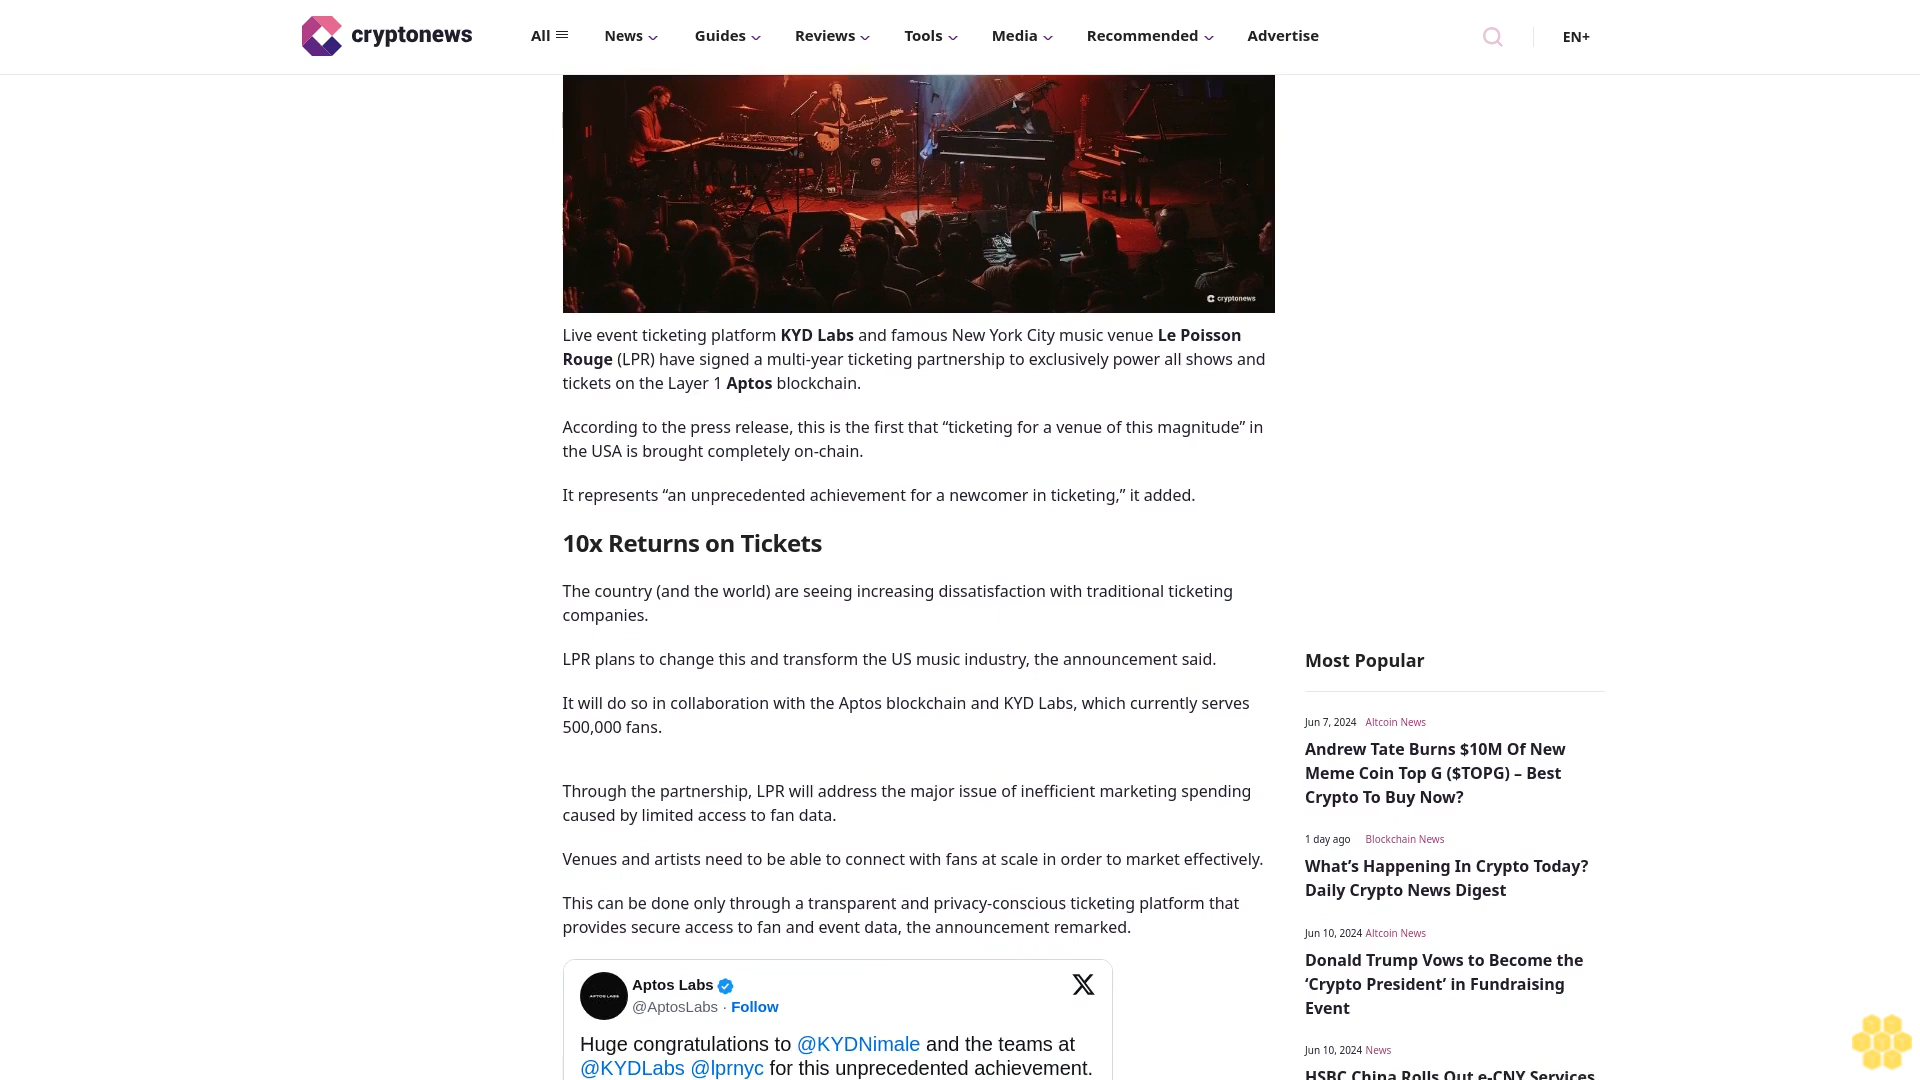 cryptonews
All
News
Guides
Reviews
Tools
Media
Recommended
Advertise
EN+
cryptonews
Live event ticketing platform KYD Labs and famous New York City music venue Le Poisson
Rouge (LPR) have signed a multi-year ticketing partnership to exclusively power all shows and
tickets on the Layer 1 Aptos blockchain.
According to the press release, this is the first that “ticketing for a venue of this magnitude” in
the USA is brought completely on-chain.
It represents “an unprecedented achievement for a newcomer in ticketing,” it added.
10x Returns on Tickets
The country (and the world) are seeing increasing dissatisfaction with traditional ticketing
companies.
LPR plans to change this and transform the US music industry, the announcement said.
It will do so in collaboration with the Aptos blockchain and KYD Labs, which currently serves
500,000 fans.
Through the partnership, LPR will address the major issue of inefficient marketing spending
caused by limited access to fan data.
Venues and artists need to be able to connect with fans at scale in order to market effectively.
This can be done only through a transparent and privacy-conscious ticketing platform that
provides secure access to fan and event data, the announcement remarked.
APTOS LABS
Aptos Labs
@AptosLabs · Follow
Huge congratulations to @KYDNimale and the teams at
@KYDLabs @lprnyc for this unprecedented achievement.
Most Popular
Jun 7, 2024 Altcoin News
Andrew Tate Burns $10M Of New
Meme Coin Top G ($TOPG) – Best
Crypto To Buy Now?
1 day ago Blockchain News
What’s Happening In Crypto Today?
Daily Crypto News Digest
Jun 10, 2024 Altcoin News
Donald Trump Vows to Become the
‘Crypto President’ in Fundraising
Event
Jun 10, 2024 News
HSBC China Rolls Out e-CNY Services